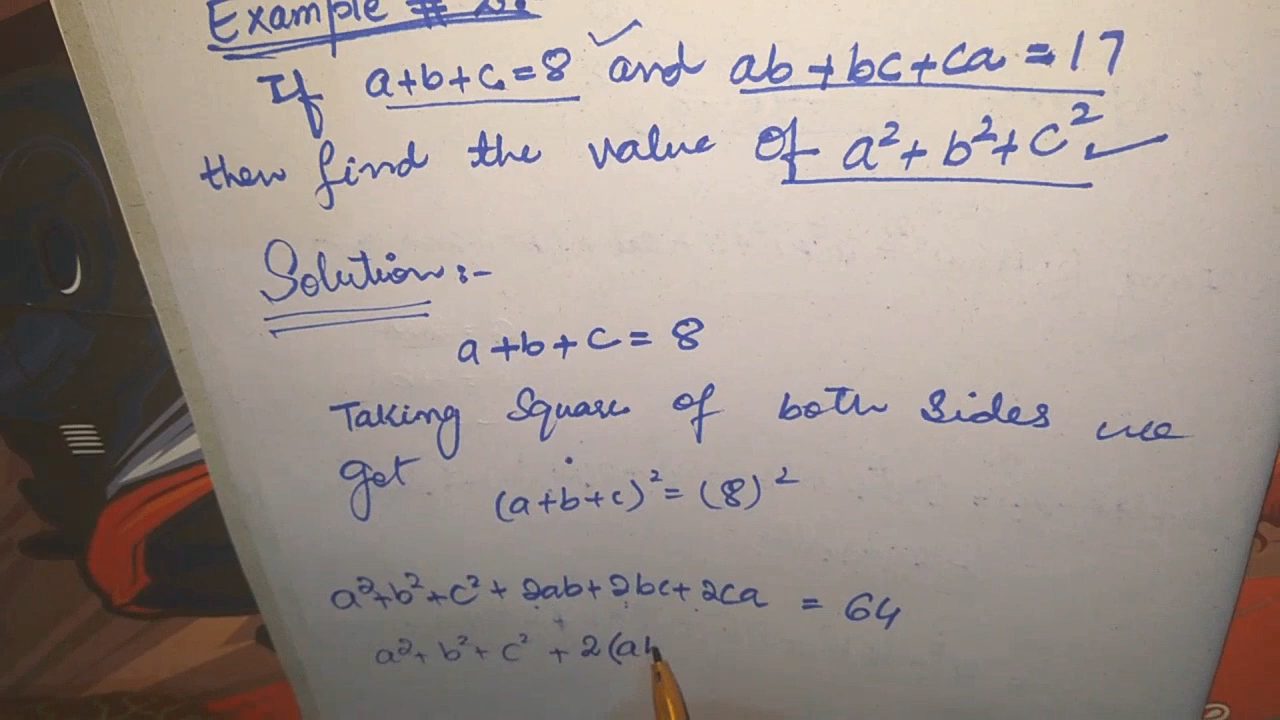 Example #
If a+b+c=8 and ab+bc+ca=17
then find the value of a²+b²+c²
Solution:-
a+b+c=8
Taking Square of both sides we
get
(a+b+c)²=(8)²
a²+b²+c²+2ab+2bc+2ca = 64
a²+b²+c²+2(ab